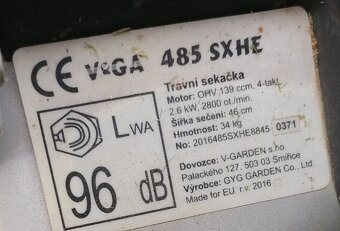 CE VeGA 485 SXHE
Travní sekačka
Motor: OHV 139 ccm, 4-takt
2.6 kW, 2800 ot./min.
Šířka sečení: 46 cm
Hmotnost: 34 kg
No: 2016485SXHE8845 0371
LWA
96 dB
Dovozce: V-GARDEN s.r.o.
Palackého 127, 503 03 Smiřice
Výrobce: GYG GARDEN Co. Ltd.
Made for EU r.v. 2016